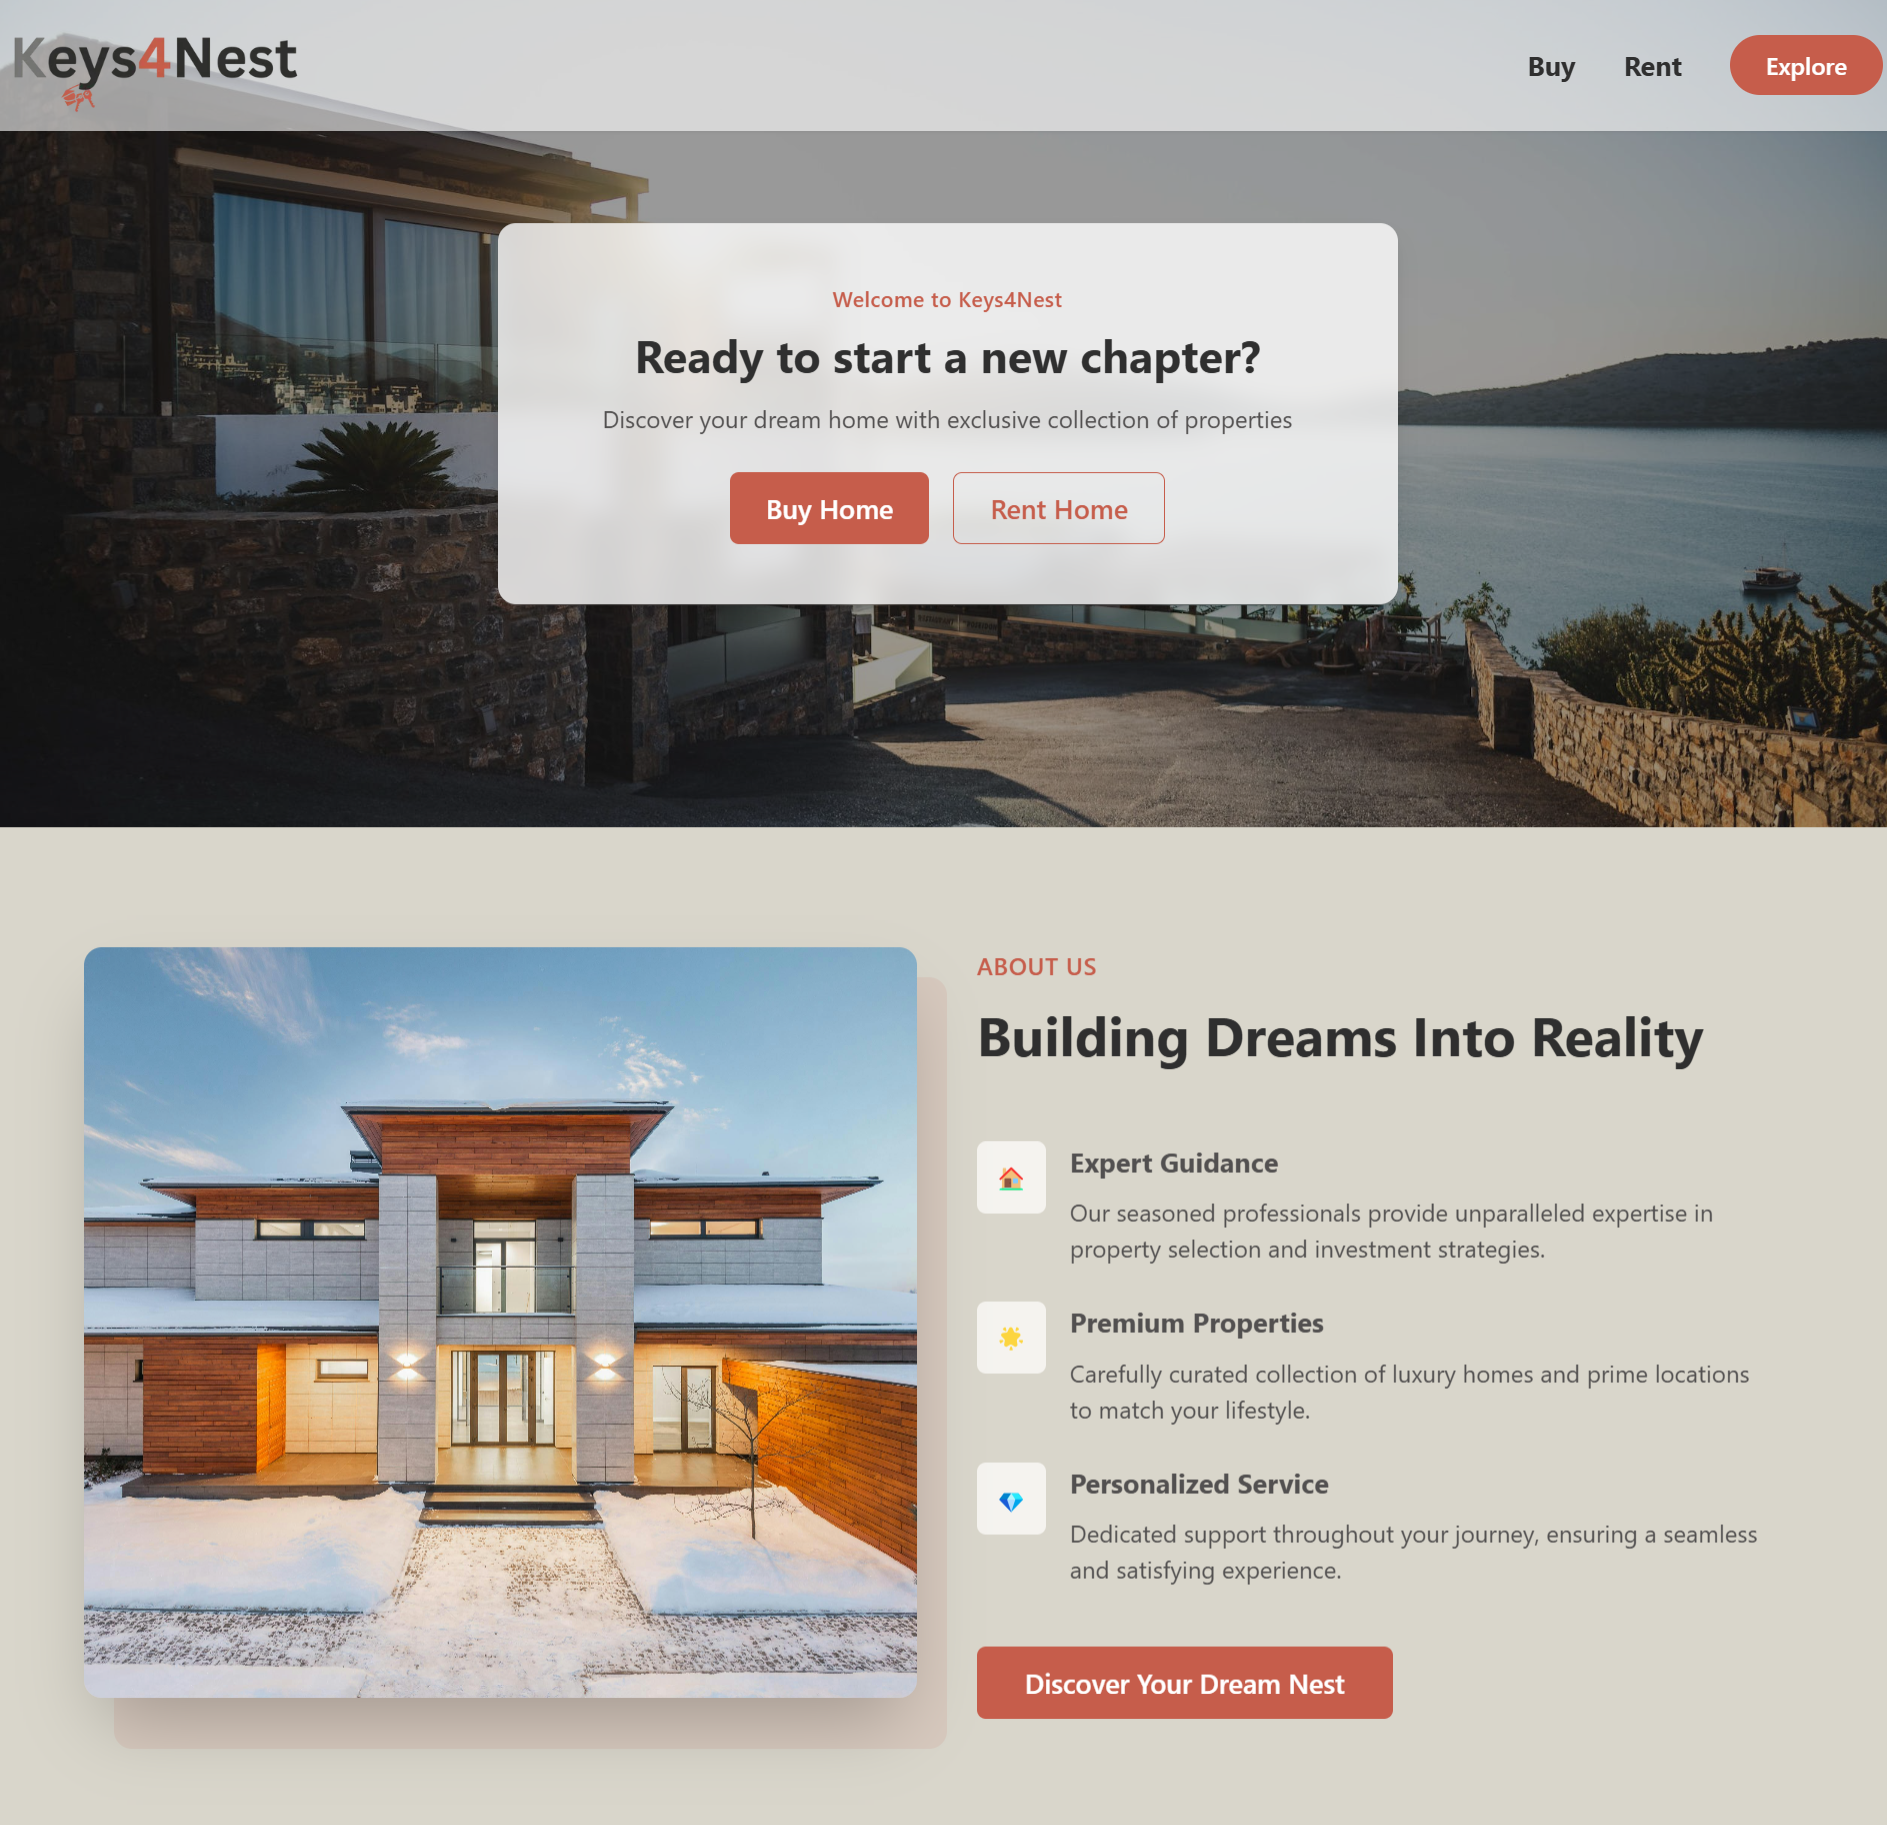 Keys4Nest
Buy
Rent
Explore
Welcome to Keys4Nest
Ready to start a new chapter?
Discover your dream home with exclusive collection of properties
Buy Home
Rent Home
ABOUT US
Building Dreams Into Reality
Expert Guidance
Our seasoned professionals provide unparalleled expertise in
property selection and investment strategies.
Premium Properties
Carefully curated collection of luxury homes and prime locations
to match your lifestyle.
Personalized Service
Dedicated support throughout your journey, ensuring a seamless
and satisfying experience.
Discover Your Dream Nest